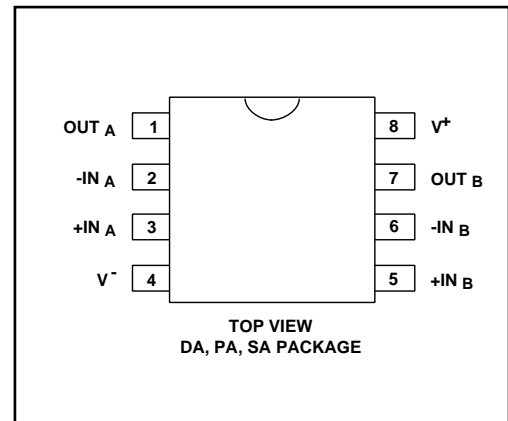 OUT A 1 8 V+
-IN A 2 7 OUT B
+IN A 3 6 -IN B
V- 4 5 +IN B
TOP VIEW
DA, PA, SA PACKAGE